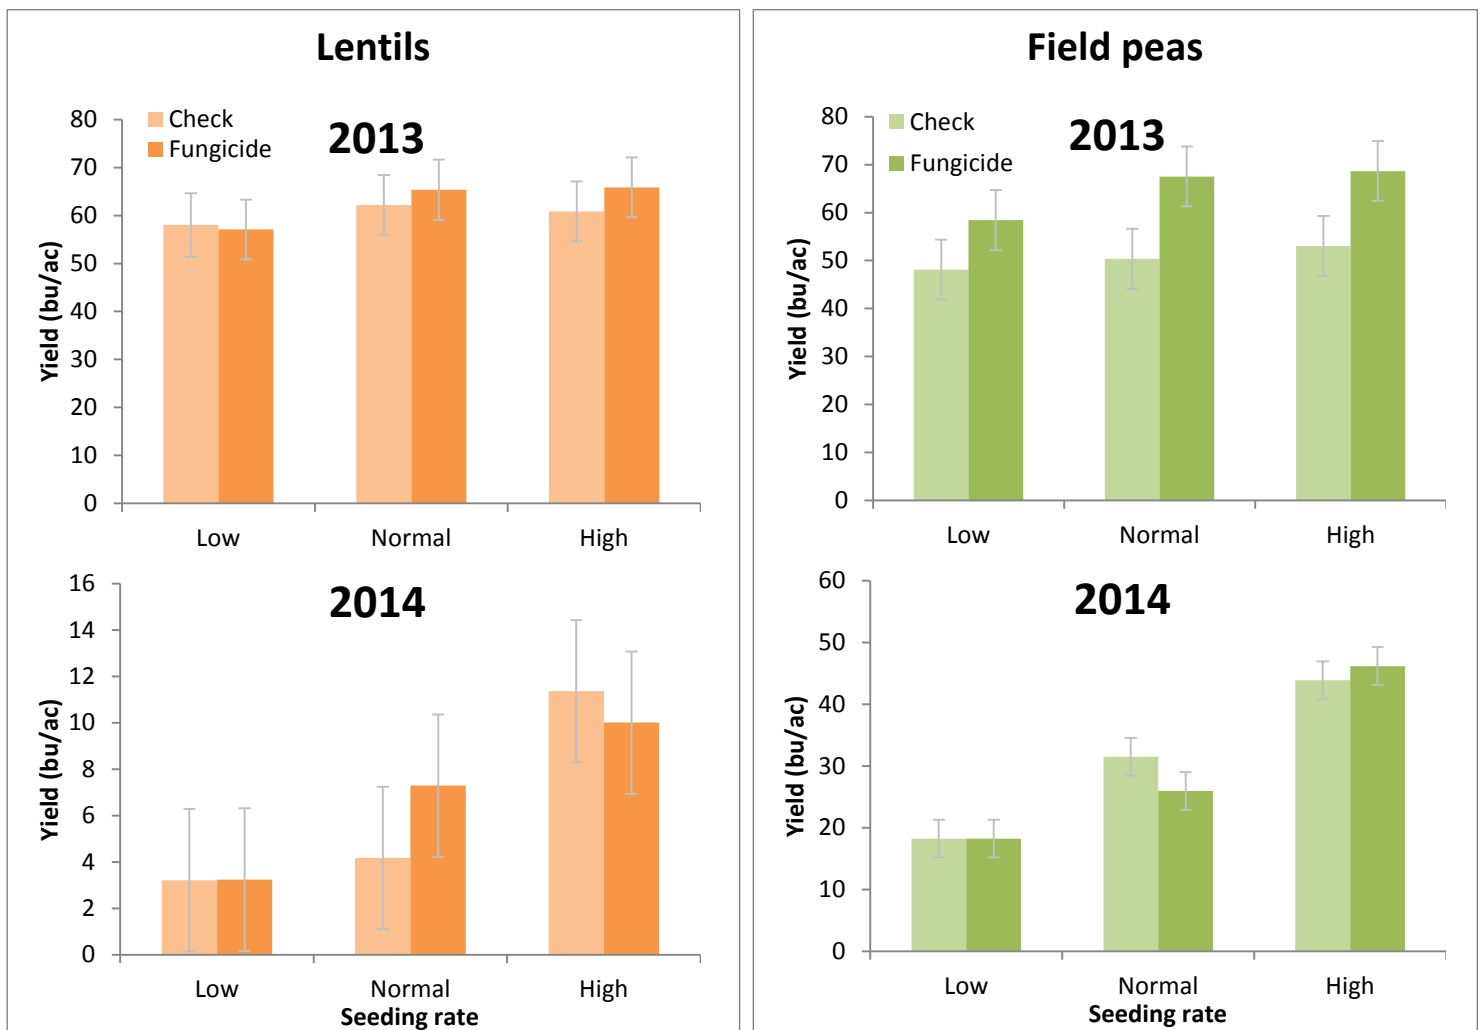 Lentils
Check
Fungicide
2013
Yield (bu/ac)
80
70
60
50
40
30
20
10
0
Low Normal High
2014
Yield (bu/ac)
16
14
12
10
8
6
4
2
0
Low Normal High
Seeding rate
Field peas
Check
Fungicide
2013
Yield (bu/ac)
80
70
60
50
40
30
20
10
0
Low Normal High
2014
Yield (bu/ac)
60
50
40
30
20
10
0
Low Normal High
Seeding rate